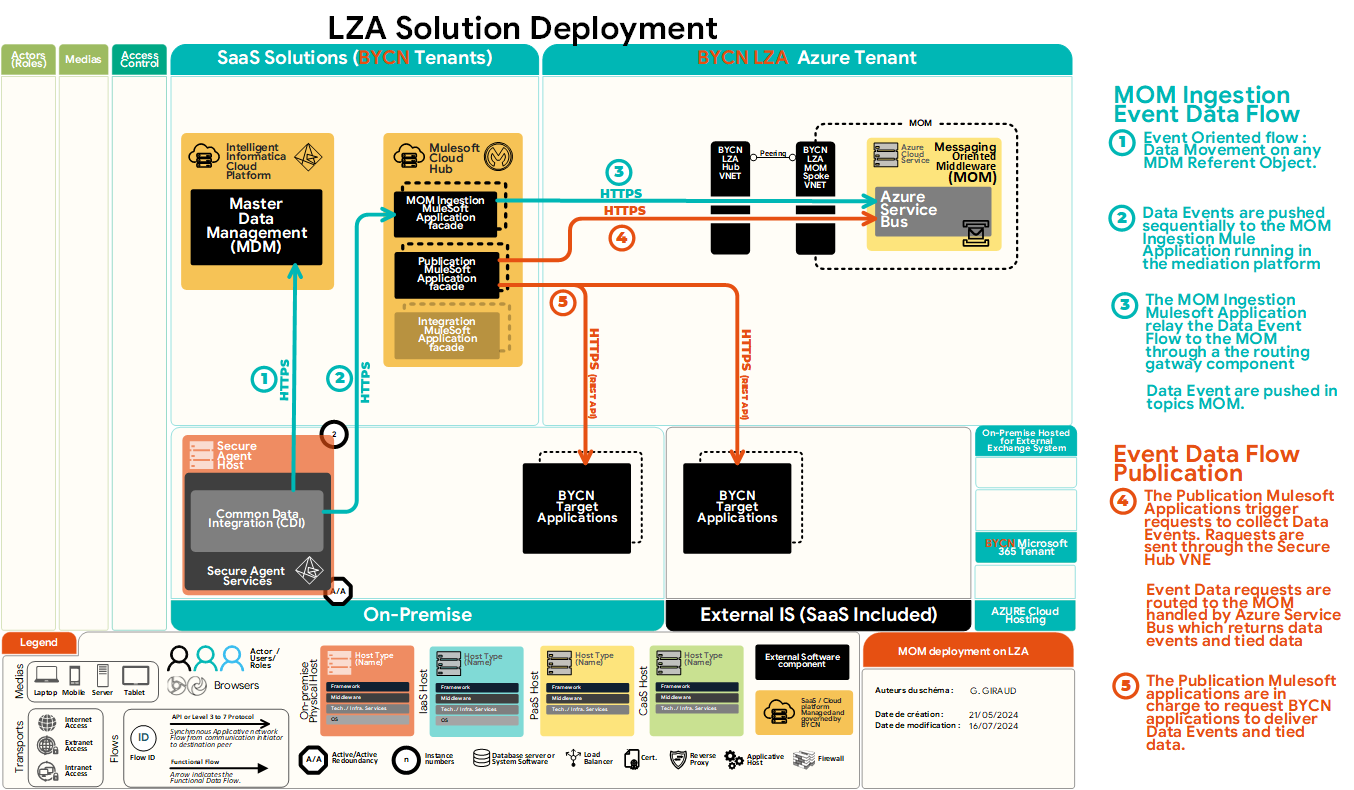 LZA Solution Deployment
Actors
(Roles)
Medias
Access
Control
SaaS Solutions (BYCN Tenants)
BYCN LZA Azure Tenant
Intelligent
Informatica
Cloud
Platform
Master
Data
Management
(MDM)
Mulesoft
Cloud
Hub
MOM Ingestion
MuleSoft
Application
facade
Publication
MuleSoft
Application
facade
Integration
MuleSoft
Application
facade
3
HTTPS
HTTPS
4
5
BYCN
LZA
Hub
VNET
Peering
BYCN
LZA
MOM
Spoke
VNET
MOM
Azure
Cloud
Service
Messaging
Oriented
Middleware
(MOM)
Azure
Service
Bus
1
HTTPS
2
HTTPS
HTTPS (REST API)
HTTPS (REST API)
2
Secure
Agent
Host
Common Data
Integration (CDI)
Secure Agent
Services
A/A
BYCN
Target
Applications
BYCN
Target
Applications
On-Premise Hosted
for External
Exchange System
BYCN Microsoft
365 Tenant
AZURE Cloud
Hosting
On-Premise
External IS (SaaS Included)
MOM Ingestion
Event Data Flow
1
Event Oriented flow :
Data Movement on any
MDM Referent Object.
2
Data Events are pushed
sequentially to the MOM
Ingestion Mule
Application running in
the mediation platform
3
The MOM Ingestion
Mulesoft Application
relay the Data Event
Flow to the MOM
through a the routing
gatway component
Data Event are pushed in
topics MOM.
Event Data Flow
Publication
4
The Publication Mulesoft
Applications trigger
requests to collect Data
Events. Raquests are
sent through the Secure
Hub VNE
Event Data requests are
routed to the MOM
handled by Azure Service
Bus which returns data
events and tied data
5
The Publication Mulesoft
applications are in
charge to request BYCN
applications to deliver
Data Events and tied
data.
Legend
Medias
Laptop
Mobile
Server
Tablet
Transports
Internet
Access
Extranet
Access
Intranet
Access
Actor /
Users/
Roles
Browsers
Flows
ID
Flow ID
API or Level 3 to 7 Protocol
Synchronous Applicative network
Flow from communication initiator
to destination peer
Functional Flow
Arrow indicates the
Functional Data Flow.
On-premise
Physical Host
Host Type
(Name)
Framework
Middleware
Tech. / Infra Services
OS
IaaS Host
Host Type
(Name)
Framework
Middleware
Tech. / Infra Services
OS
PaaS Host
Host Type
(Name)
Framework
Middleware
Tech. / Infra Services
CaaS Host
Host Type
(Name)
Framework
Middleware
Tech. / Infra Services
External Software
component
SaaS / Cloud
platform
Managed and
governed by
BYCN
A/A
Active/Active
Redoundancy
n
Instance
numbers
Database server or
System Software
Load
Balancer
Cert.
Reverse
Proxy
Applicative
Host
Firewall
MOM deployment on LZA
Auteurs du schéma : G. GIRAUD
Date de création : 21/05/2024
Date de modification : 16/07/2024